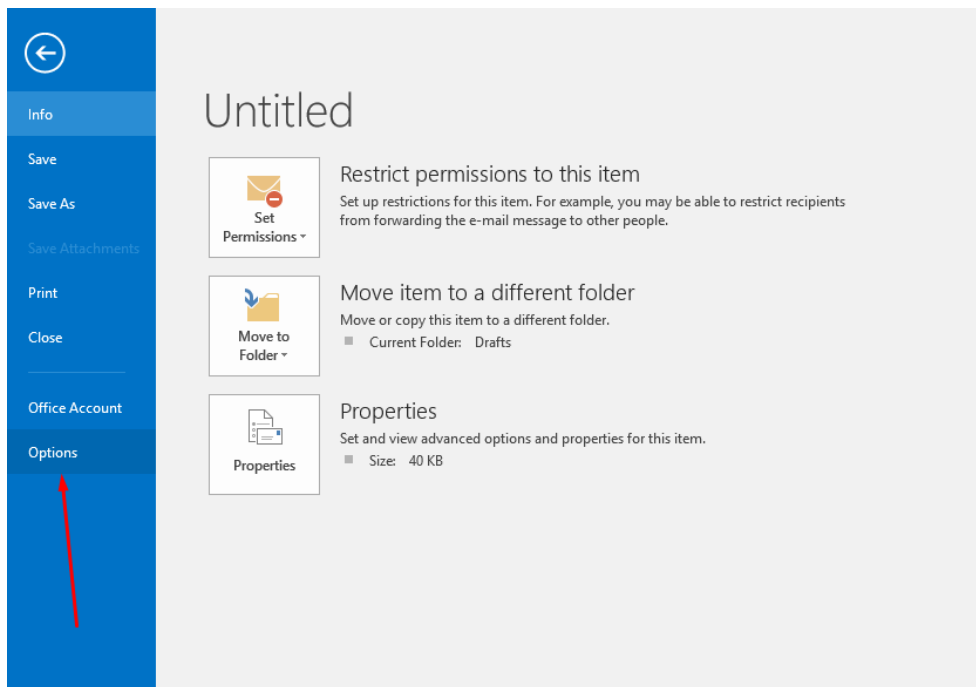 Info
Save
Save As
Save Attachments
Print
Close
Office Account
Options
Untitled
Set
Permissions
Restrict permissions to this item
Set up restrictions for this item. For example, you may be able to restrict recipients
from forwarding the e-mail message to other people.
Move to
Folder
Move item to a different folder
Move or copy this item to a different folder.
Current Folder: Drafts
Properties
Properties
Set and view advanced options and properties for this item.
Size: 40 KB